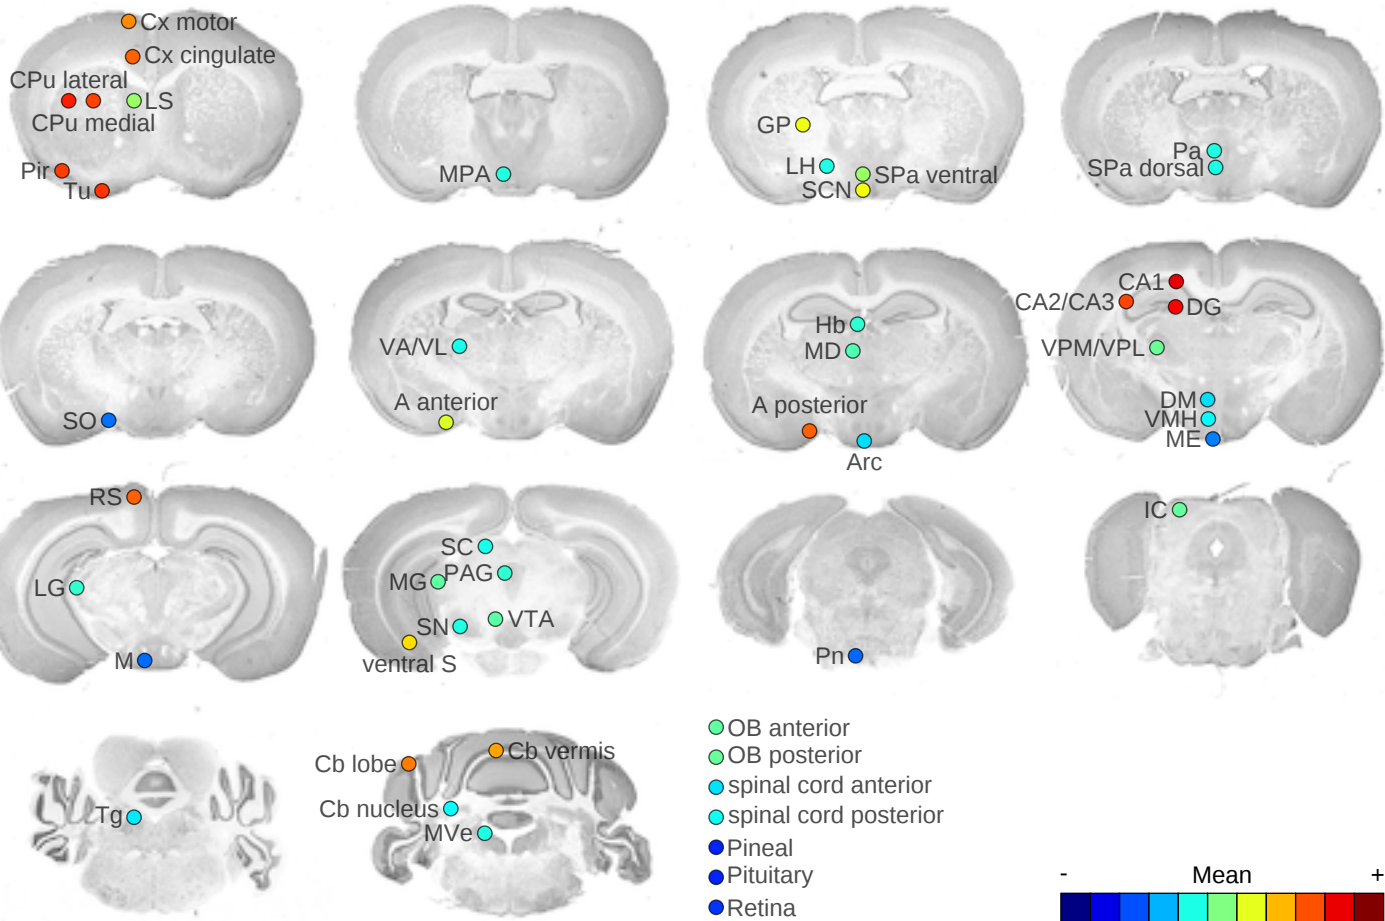 Cx motor
Cx cingulate
CPu lateral
LS
CPu medial
Pir
Tu
MPA
GP
LH
SPa ventral
SCN
Pa
SPa dorsal
SO
VA/VL
A anterior
Hb
MD
A posterior
Arc
CA1
CA2/CA3
DG
VPM/VPL
DM
VMH
ME
RS
LG
M
SC
MG
PAG
SN
VTA
ventral S
Pn
IC
Tg
Cb lobe
Cb vermis
Cb nucleus
MVe
OB anterior
OB posterior
spinal cord anterior
spinal cord posterior
Pineal
Pituitary
Retina
- Mean +